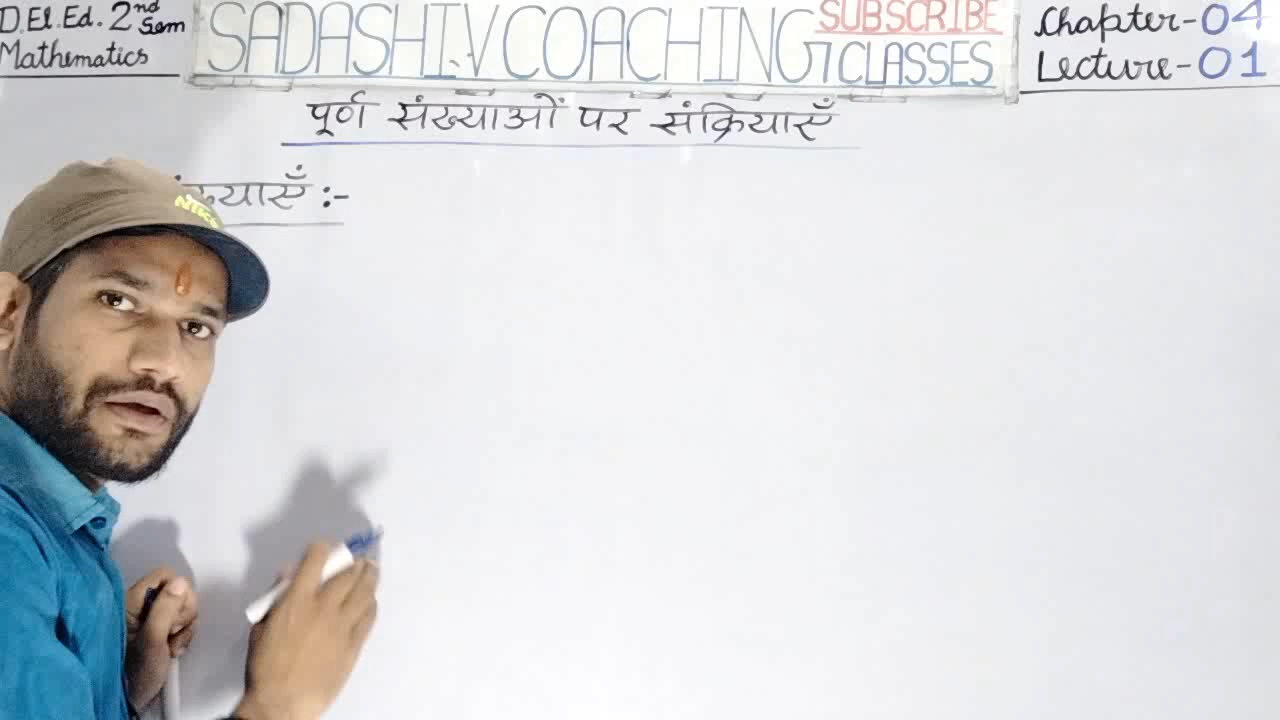 D.El.Ed. 2nd Sem
Mathematics
SADASHIV COACHING
SUBSCRIBE
CLASSES
Chapter-04
Lecture-01
पूर्ण संख्याओं पर संक्रियाएँ
:-